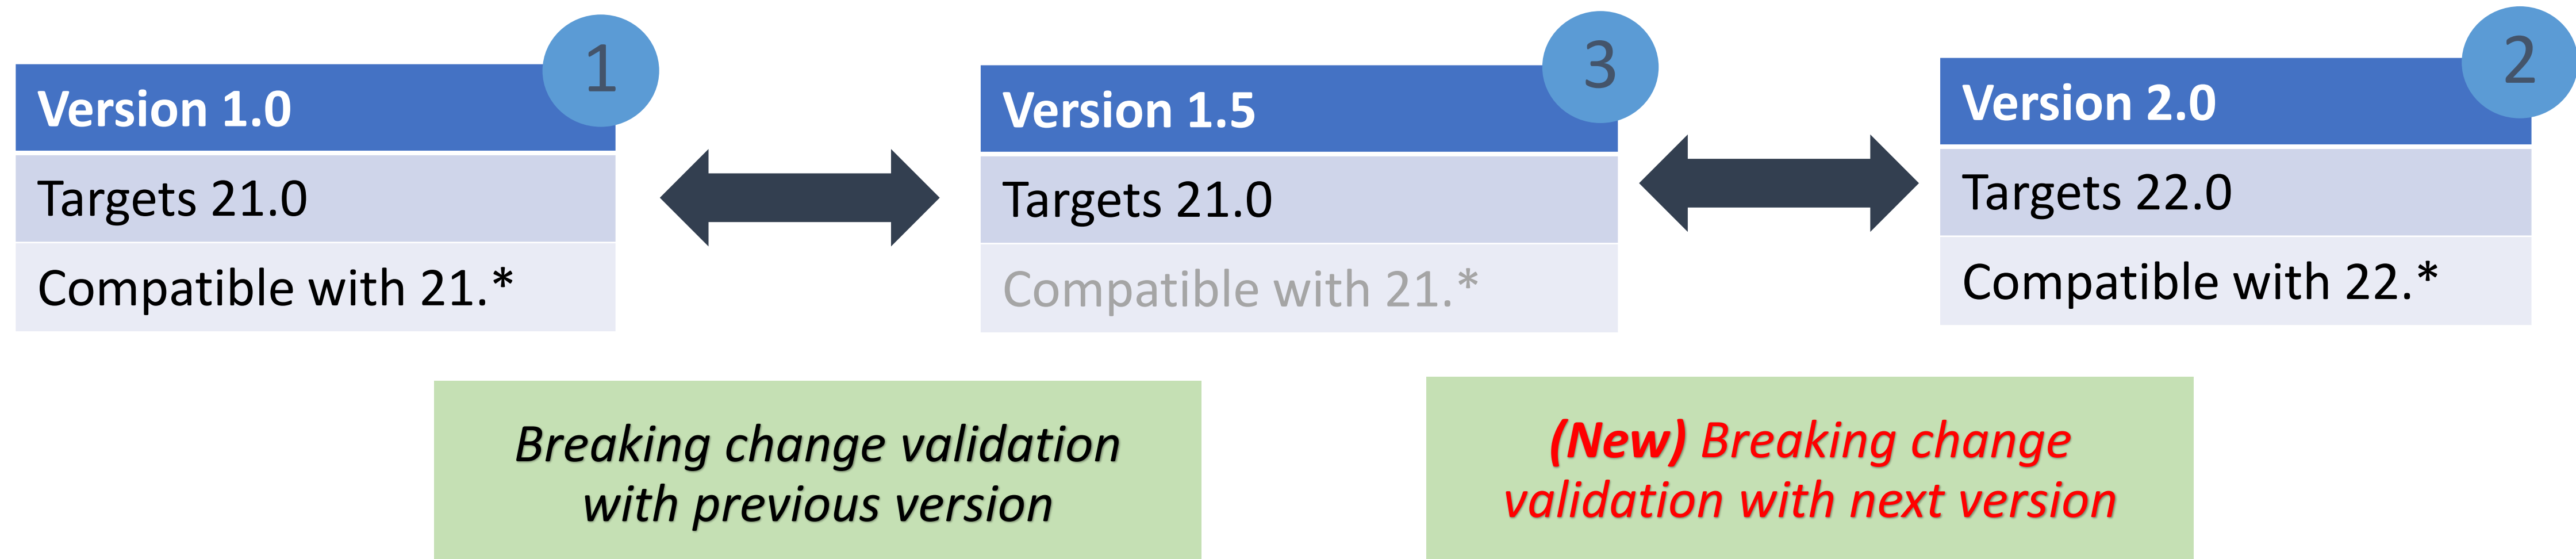 1
Version 1.0
Targets 21.0
Compatible with 21.*
3
Version 1.5
Targets 21.0
Compatible with 21.*
2
Version 2.0
Targets 22.0
Compatible with 22.*
Breaking change validation
with previous version
(New) Breaking change
validation with next version